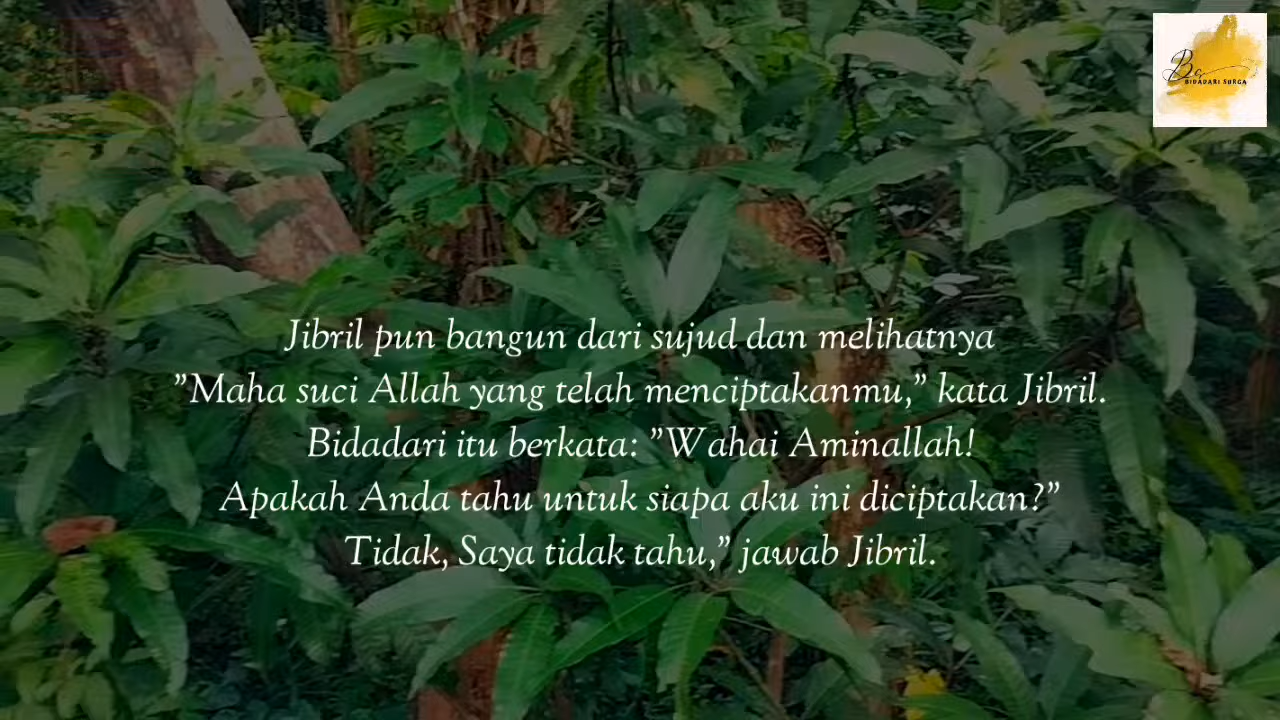 BIDADARI SURGA
Jibril pun bangun dari sujud dan melihatnya
”Maha suci Allah yang telah menciptakanmu,” kata Jibril.
Bidadari itu berkata: ”Wahai Aminallah!
Apakah Anda tahu untuk siapa aku ini diciptakan?”
Tidak, Saya tidak tahu,” jawab Jibril.